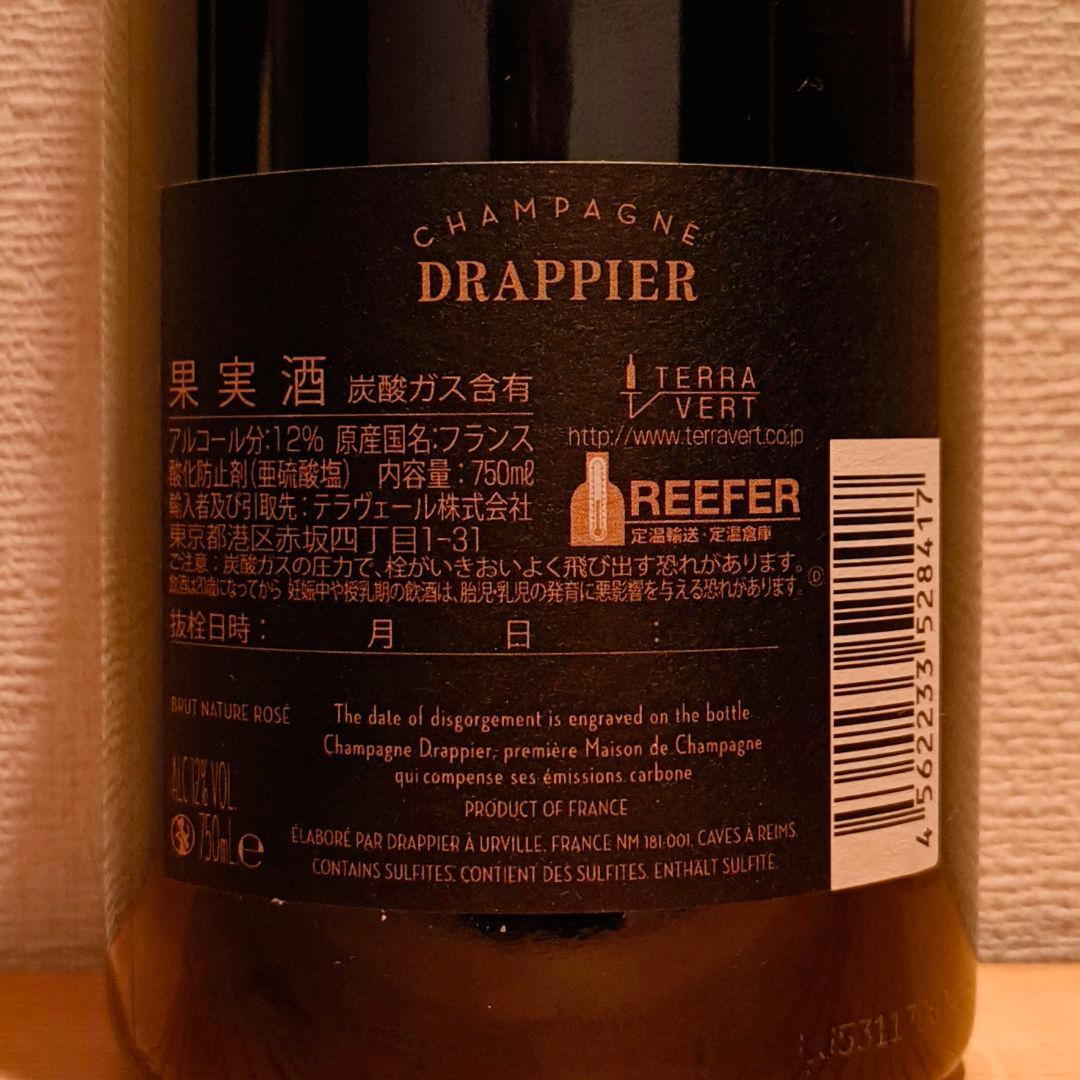 CHAMPAGNE
DRAPPIER
果実酒 炭酸ガス含有
アルコール分:12% 原産国名:フランス
酸化防止剤(亜硫酸塩) 内容量:750mℓ
輸入者及び引取先:テラヴェール株式会社
東京都港区赤坂四丁目1-31
TERRA
VERT
http://www.terravert.co.jp
REEFER
定温輸送・定温倉庫
ご注意:炭酸ガスの圧力で、栓がいきおいよく飛び出す恐れがあります。
飲酒は20歳になってから 妊娠中や授乳期の飲酒は、胎児・乳児の発育に悪影響を与える恐れがあります。
Ⓓ
抜栓日時: 月 日 :
4562233528417
BRUT NATURE ROSÉ
ALC 12% VOL.
750mL e
The date of disgorgement is engraved on the bottle
Champagne Drappier, première Maison de Champagne
qui compense ses émissions carbone
PRODUCT OF FRANCE
ÉLABORÉ PAR DRAPPIER À URVILLE, FRANCE NM 181-001, CAVES À REIMS.
CONTAINS SULFITES. CONTIENT DES SULFITES. ENTHÄLT SULFITE.